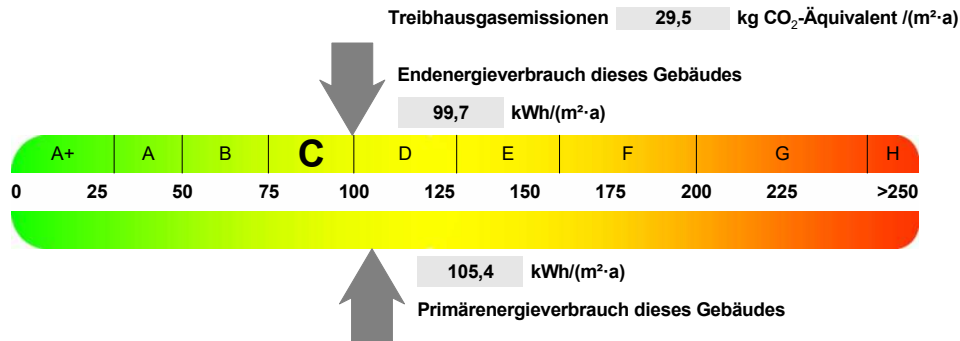 Treibhausgasemissionen 29,5 kg CO₂-Äquivalent /(m²·a)
Endenergieverbrauch dieses Gebäudes
99,7 kWh/(m²·a)
A+ A B C D E F G H
0 25 50 75 100 125 150 175 200 225 >250
105,4 kWh/(m²·a)
Primärenergieverbrauch dieses Gebäudes